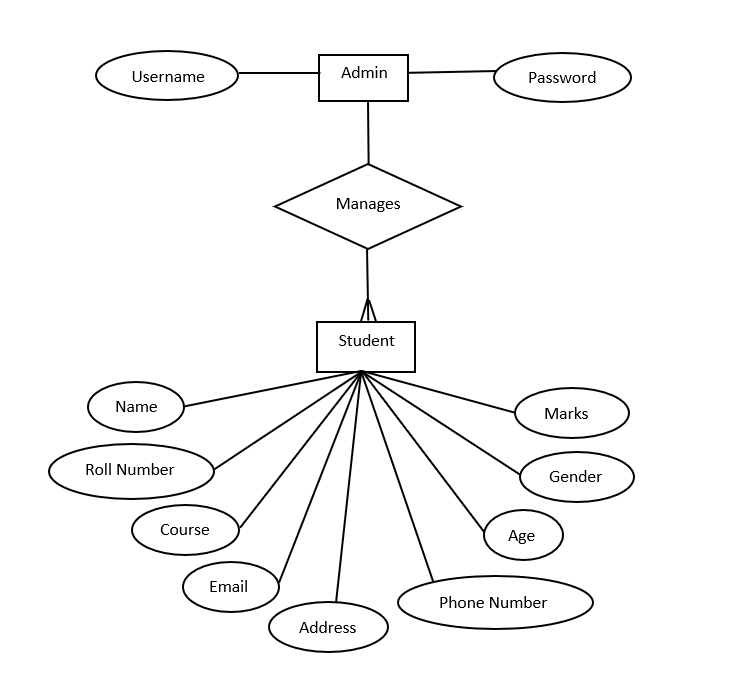 Username
Admin
Password
Manages
Student
Name
Marks
Roll Number
Gender
Course
Age
Email
Phone Number
Address